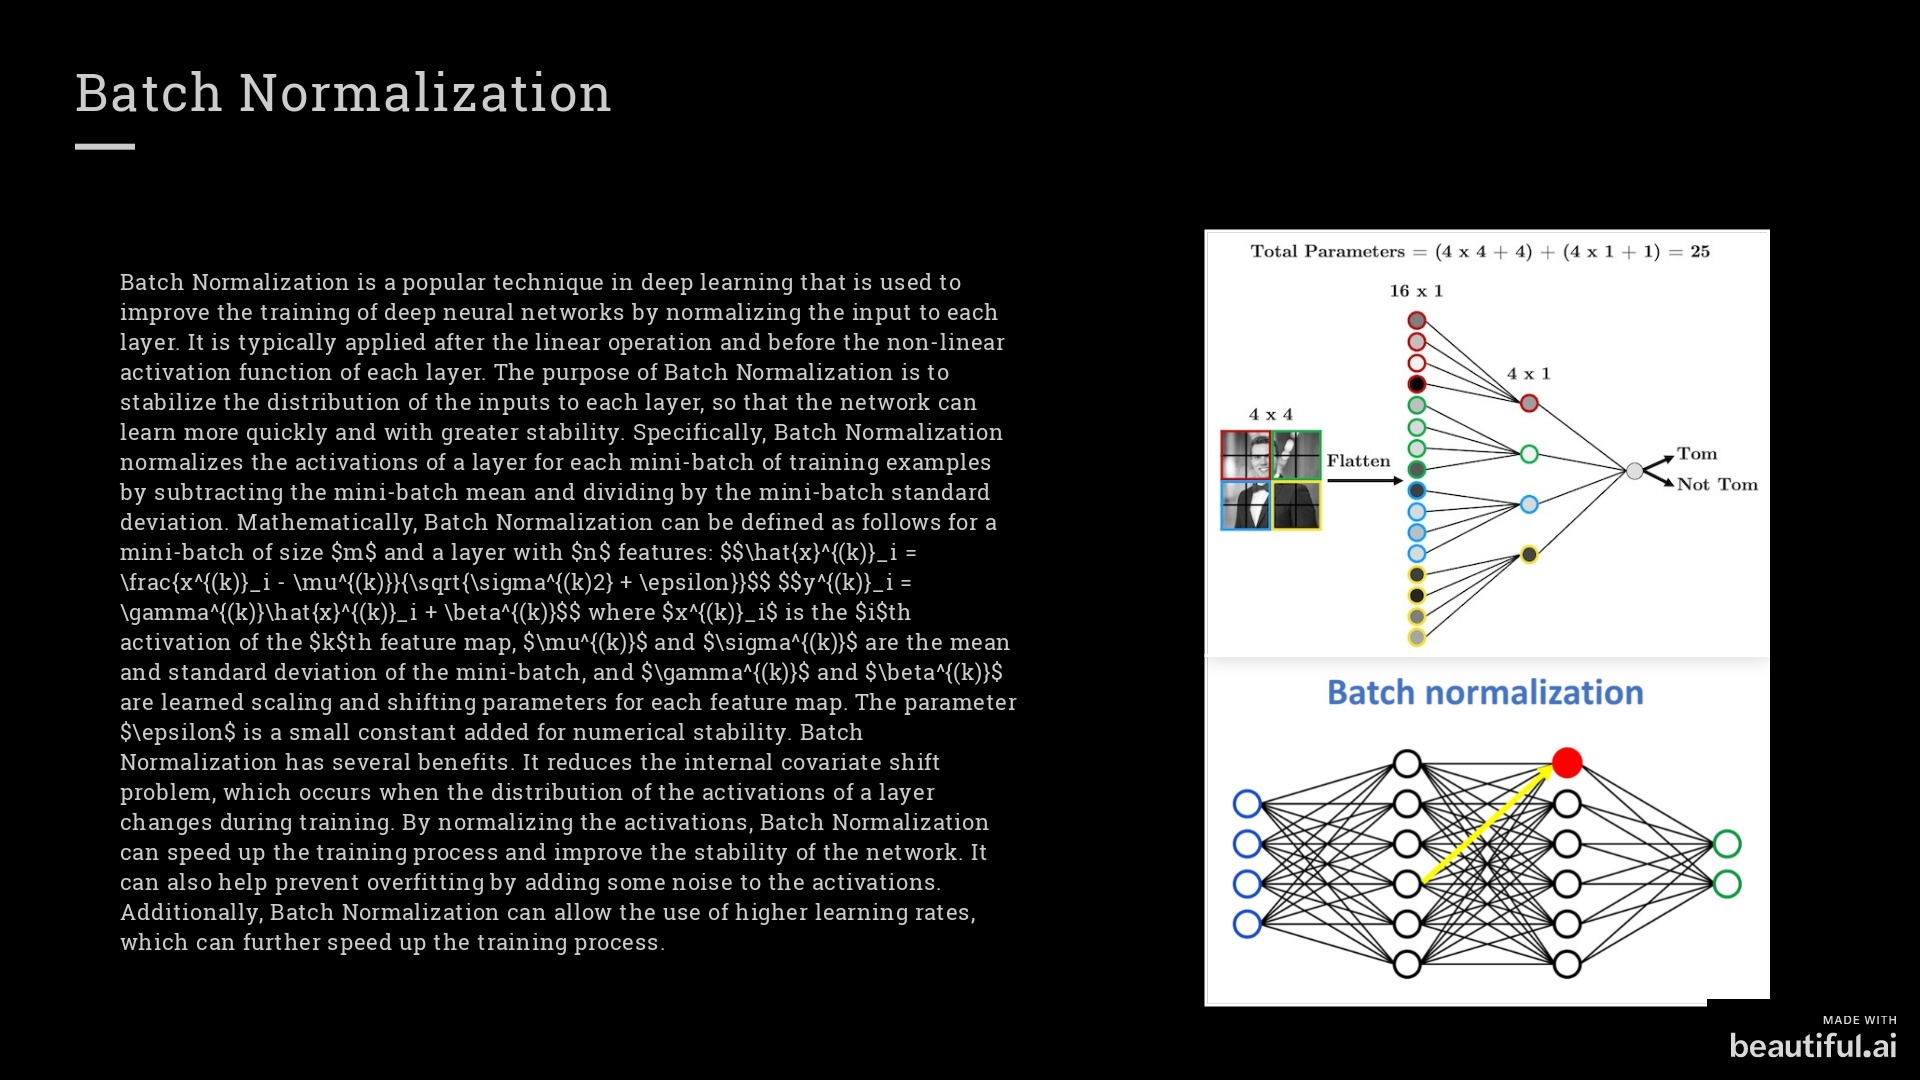 Batch Normalization
Batch Normalization is a popular technique in deep learning that is used to
improve the training of deep neural networks by normalizing the input to each
layer. It is typically applied after the linear operation and before the non-linear
activation function of each layer. The purpose of Batch Normalization is to
stabilize the distribution of the inputs to each layer, so that the network can
learn more quickly and with greater stability. Specifically, Batch Normalization
normalizes the activations of a layer for each mini-batch of training examples
by subtracting the mini-batch mean and dividing by the mini-batch standard
deviation. Mathematically, Batch Normalization can be defined as follows for a
mini-batch of size $m$ and a layer with $n$ features: $$\hat{x}^{(k)}_i =
\frac{x^{(k)}_i - \mu^{(k)}}{\sqrt{\sigma^{(k)2} + \epsilon}}$$ $$y^{(k)}_i =
\gamma^{(k)}\hat{x}^{(k)}_i + \beta^{(k)}$$ where $x^{(k)}_i$ is the $i$th
activation of the $k$th feature map, $\mu^{(k)}$ and $\sigma^{(k)}$ are the mean
and standard deviation of the mini-batch, and $\gamma^{(k)}$ and $\beta^{(k)}$
are learned scaling and shifting parameters for each feature map. The parameter
$\epsilon$ is a small constant added for numerical stability. Batch
Normalization has several benefits. It reduces the internal covariate shift
problem, which occurs when the distribution of the activations of a layer
changes during training. By normalizing the activations, Batch Normalization
can speed up the training process and improve the stability of the network. It
can also help prevent overfitting by adding some noise to the activations.
Additionally, Batch Normalization can allow the use of higher learning rates,
which can further speed up the training process.
Total Parameters = (4 x 4 + 4) + (4 x 1 + 1) = 25
16 x 1
4 x 1
4 x 4
Flatten
Tom
Not Tom
Batch normalization
MADE WITH
beautiful.ai